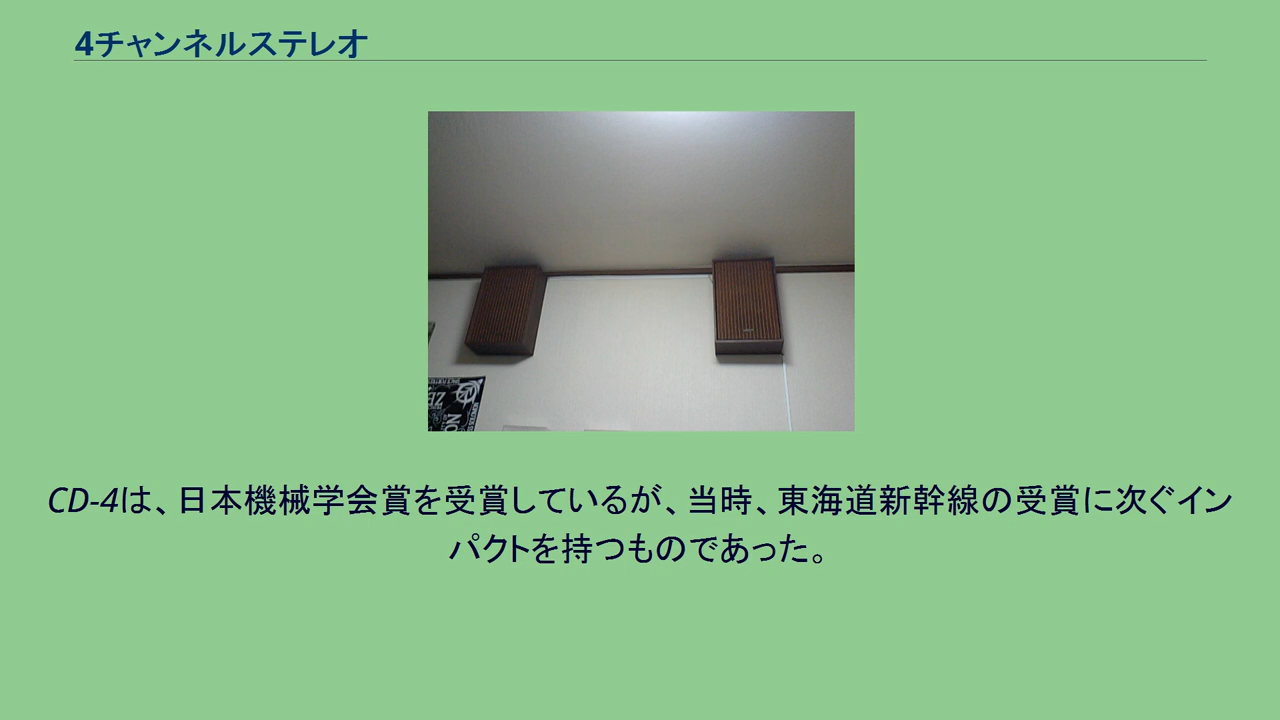 4チャンネルステレオ
CD-4は、日本機械学会賞を受賞しているが、当時、東海道新幹線の受賞に次ぐイン
パクトを持つものであった。